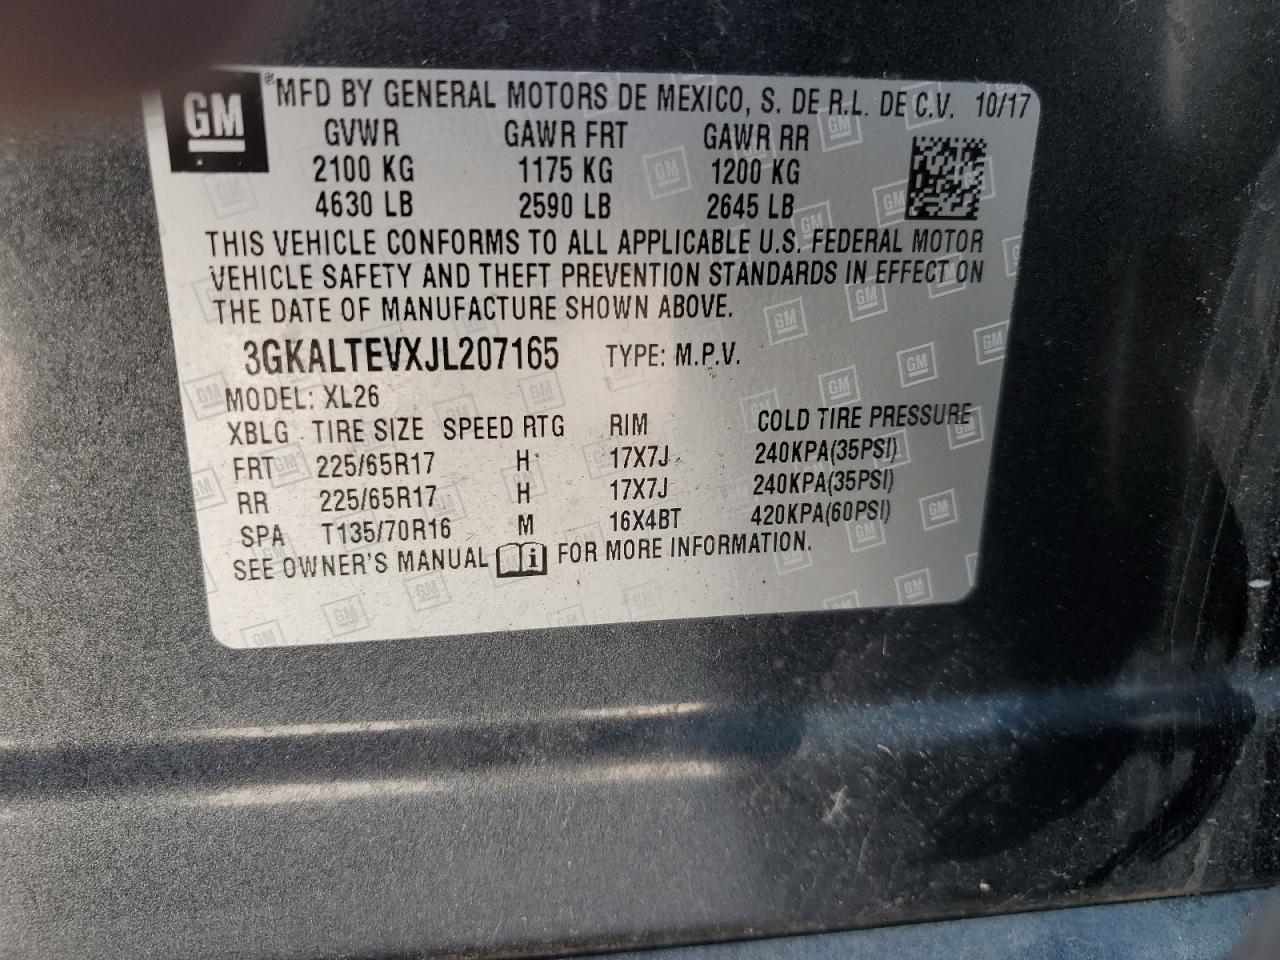 GM ® MFD BY GENERAL MOTORS DE MEXICO, S. DE R.L. DE C.V. 10/17
GVWR GAWR FRT GAWR RR
2100 KG 1175 KG 1200 KG
4630 LB 2590 LB 2645 LB
THIS VEHICLE CONFORMS TO ALL APPLICABLE U.S. FEDERAL MOTOR
VEHICLE SAFETY AND THEFT PREVENTION STANDARDS IN EFFECT ON
THE DATE OF MANUFACTURE SHOWN ABOVE.
3GKALTEVXJL207165 TYPE: M.P.V.
MODEL: XL26
XBLG TIRE SIZE SPEED RTG RIM COLD TIRE PRESSURE
FRT 225/65R17 H 17X7J 240KPA(35PSI)
RR 225/65R17 H 17X7J 240KPA(35PSI)
SPA T135/70R16 M 16X4BT 420KPA(60PSI)
SEE OWNER'S MANUAL i FOR MORE INFORMATION.